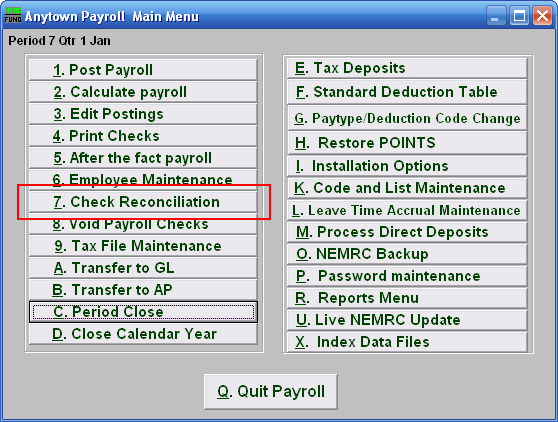 Anytown Payroll Main Menu
Period 7 Qtr 1 Jan
1. Post Payroll
2. Calculate payroll
3. Edit Postings
4. Print Checks
5. After the fact payroll
6. Employee Maintenance
7. Check Reconciliation
8. Void Payroll Checks
9. Tax File Maintenance
A. Transfer to GL
B. Transfer to AP
C. Period Close
D. Close Calendar Year
E. Tax Deposits
F. Standard Deduction Table
G. Paytype/Deduction Code Change
H. Restore POINTS
I. Installation Options
K. Code and List Maintenance
L. Leave Time Accrual Maintenance
M. Process Direct Deposits
O. NEMRC Backup
P. Password maintenance
R. Reports Menu
U. Live NEMRC Update
X. Index Data Files
Q. Quit Payroll